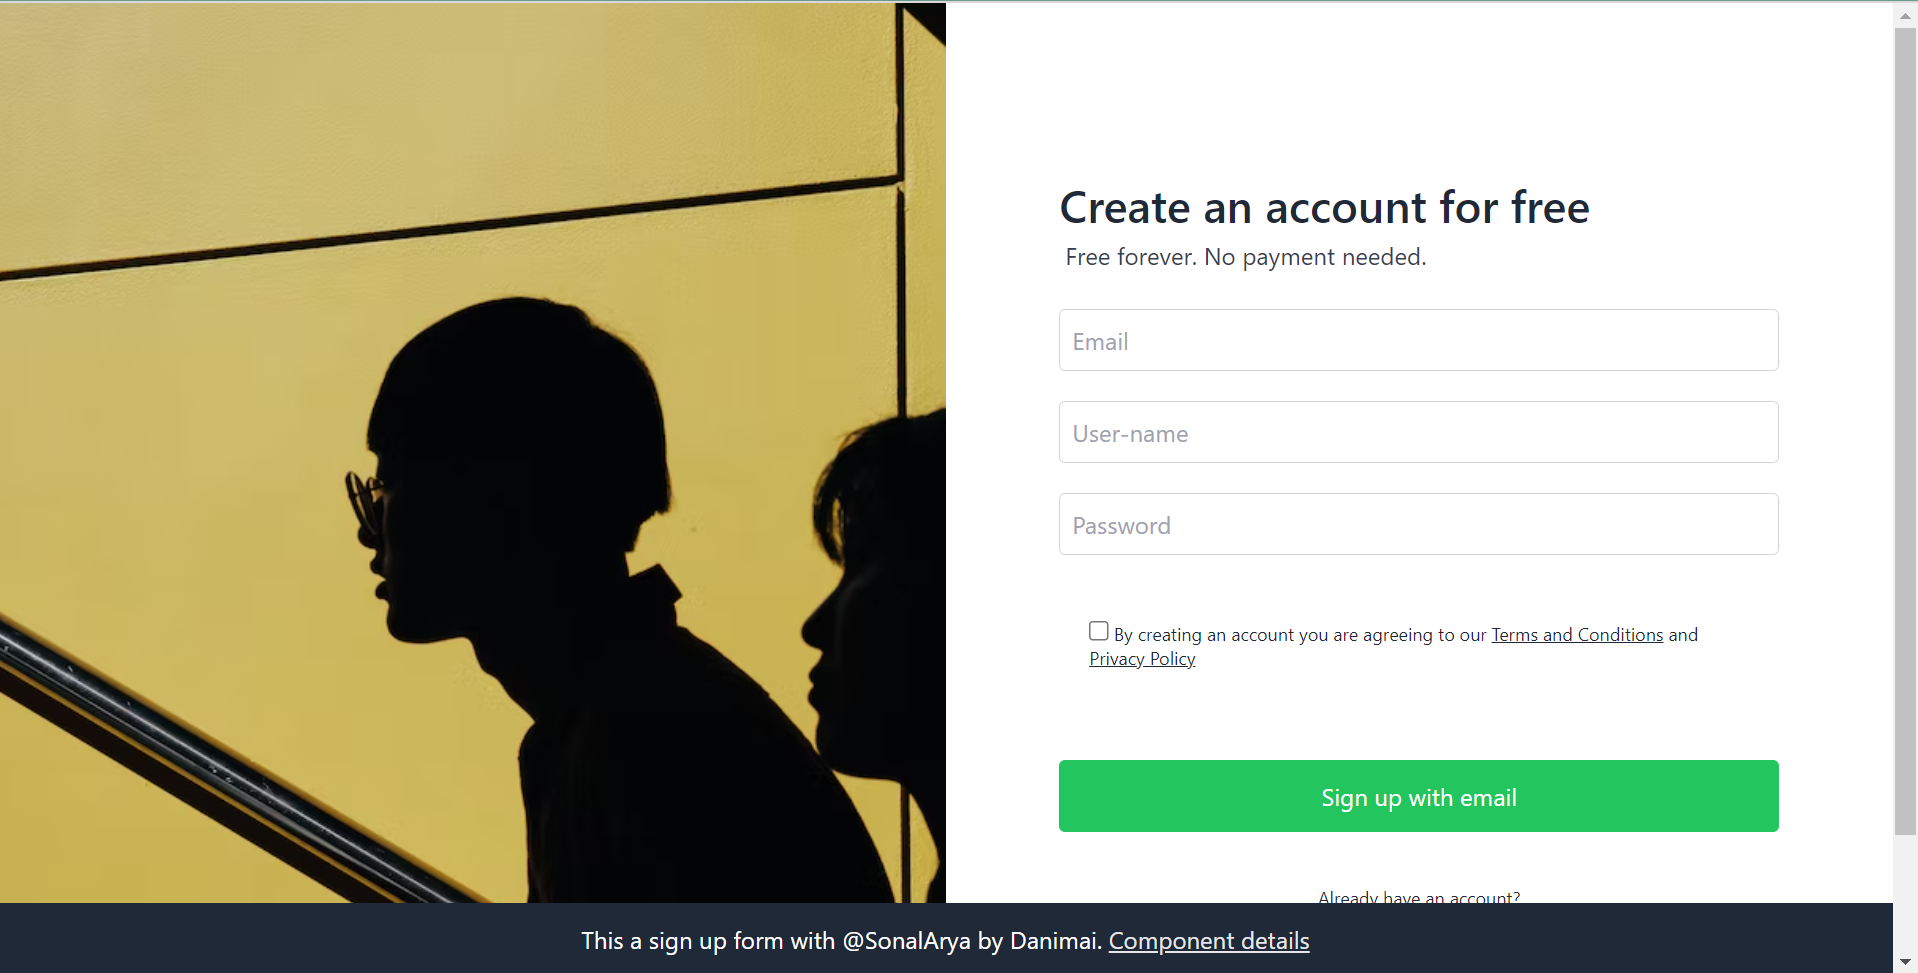 Create an account for free
Free forever. No payment needed.
Email
User-name
Password
By creating an account you are agreeing to our Terms and Conditions and
Privacy Policy
Sign up with email
Already have an account?
This a sign up form with @SonalArya by Danimai. Component details